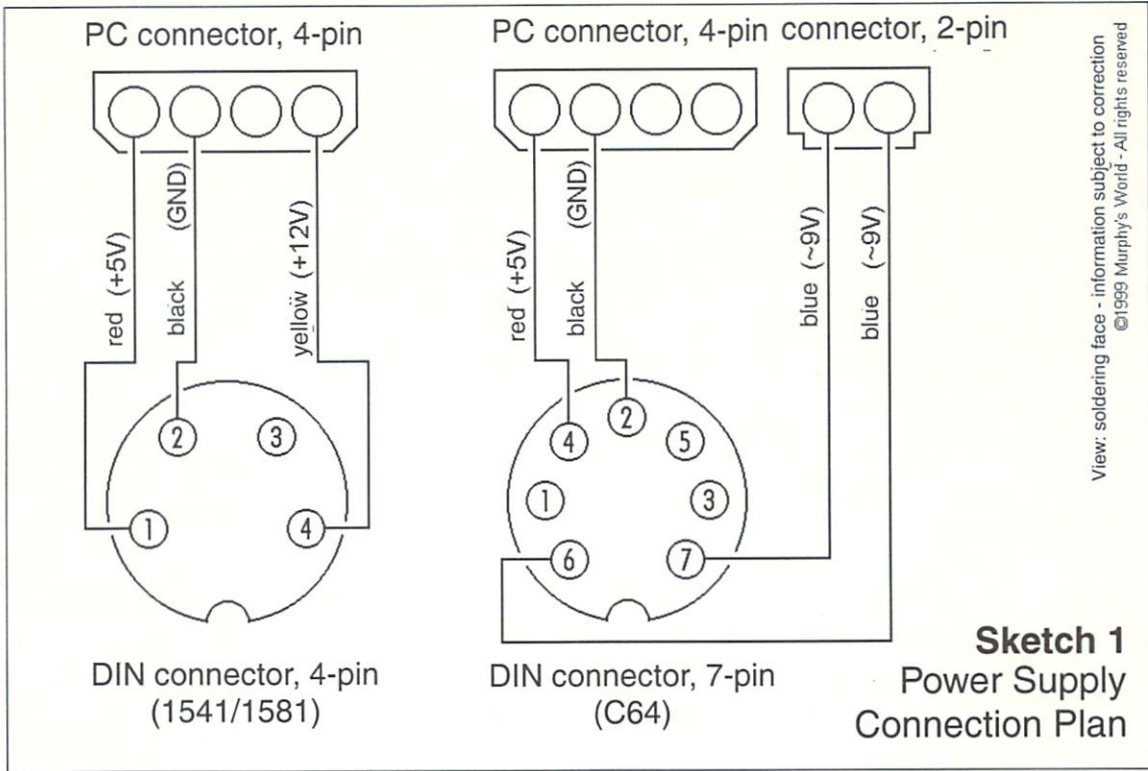 PC connector, 4-pin
red (+5V)
black (GND)
yellow (+12V)
2
3
1
4
DIN connector, 4-pin
(1541/1581)
PC connector, 4-pin connector, 2-pin
red (+5V)
black (GND)
blue (~9V)
blue (~9V)
2
4
5
1
3
6
7
DIN connector, 7-pin
(C64)
View: soldering face - information subject to correction
©1999 Murphy's World - All rights reserved
Sketch 1
Power Supply
Connection Plan